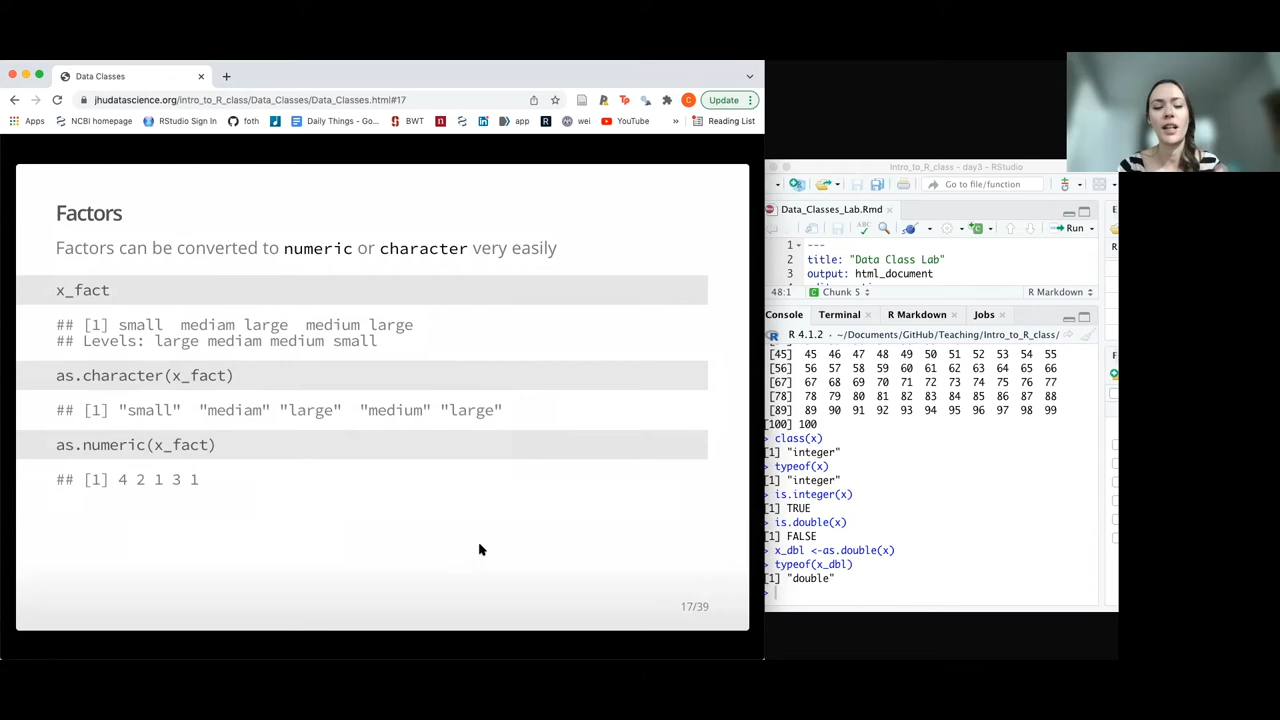 Data Classes
jhudatascience.org/intro_to_R_class/Data_Classes/Data_Classes.html#17
Update
Apps NCBI homepage RStudio Sign In foth Daily Things - Go... BWT app wei YouTube » Reading List
Factors
Factors can be converted to numeric or character very easily
x_fact
## [1] small mediam large medium large
## Levels: large mediam medium small
as.character(x_fact)
## [1] "small" "mediam" "large" "medium" "large"
as.numeric(x_fact)
## [1] 4 2 1 3 1
17/39
Intro_to_R_class - day3 - RStudio
Go to file/function
Data_Classes_Lab.Rmd
Run
1 ---
2 title: "Data Class Lab"
3 output: html_document
48:1 Chunk 5 R Markdown
Console Terminal R Markdown Jobs
R 4.1.2 · ~/Documents/GitHub/Teaching/Intro_to_R_class/
[45] 45 46 47 48 49 50 51 52 53 54 55
[56] 56 57 58 59 60 61 62 63 64 65 66
[67] 67 68 69 70 71 72 73 74 75 76 77
[78] 78 79 80 81 82 83 84 85 86 87 88
[89] 89 90 91 92 93 94 95 96 97 98 99
[100] 100
> class(x)
[1] "integer"
> typeof(x)
[1] "integer"
> is.integer(x)
[1] TRUE
> is.double(x)
[1] FALSE
> x_dbl <-as.double(x)
> typeof(x_dbl)
[1] "double"
>